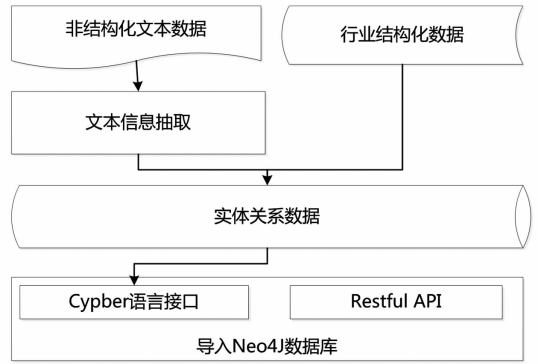 非结构化文本数据
行业结构化数据
文本信息抽取
实体关系数据
Cypber语言接口
Restful API
导入Neo4J数据库